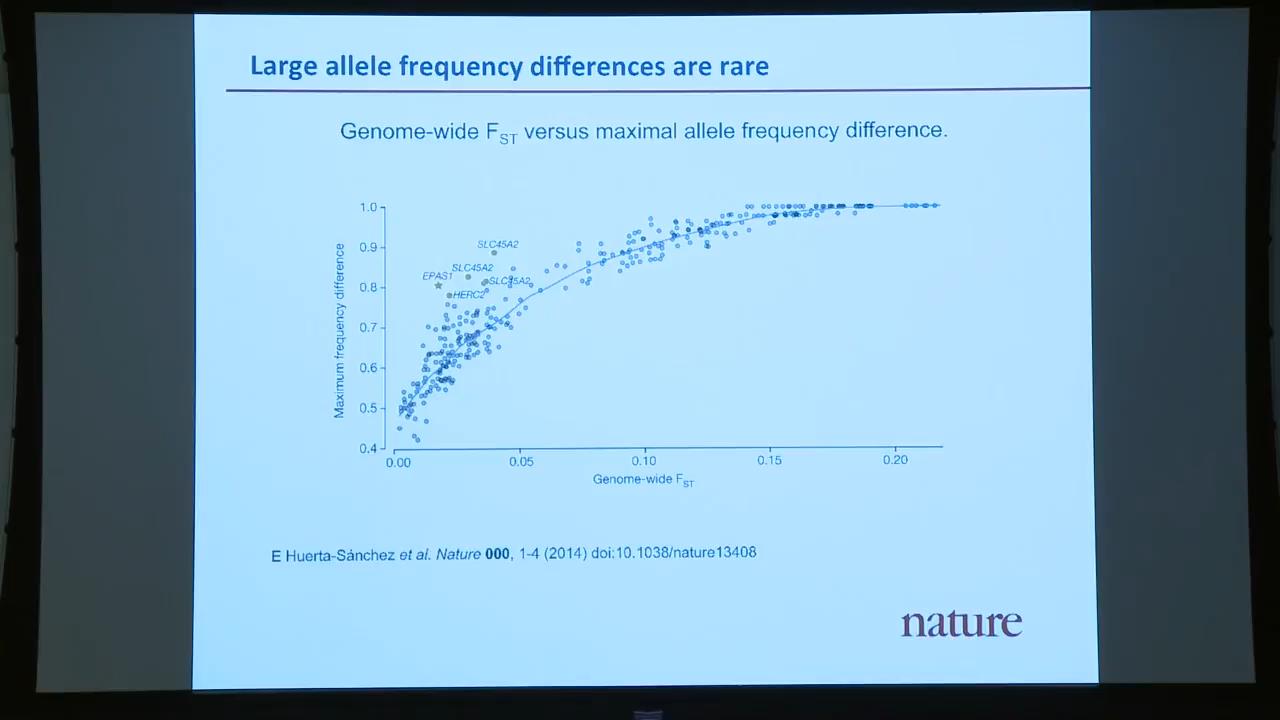 Large allele frequency differences are rare
Genome-wide FST versus maximal allele frequency difference.
1.0
0.9
0.8
0.7
0.6
0.5
0.4
Maximum frequency difference
SLC45A2
SLC45A2
EPAS1
SLC45A2
HERC2
0.00
0.05
0.10
0.15
0.20
Genome-wide FST
E Huerta-Sánchez et al. Nature 000, 1-4 (2014) doi:10.1038/nature13408
nature